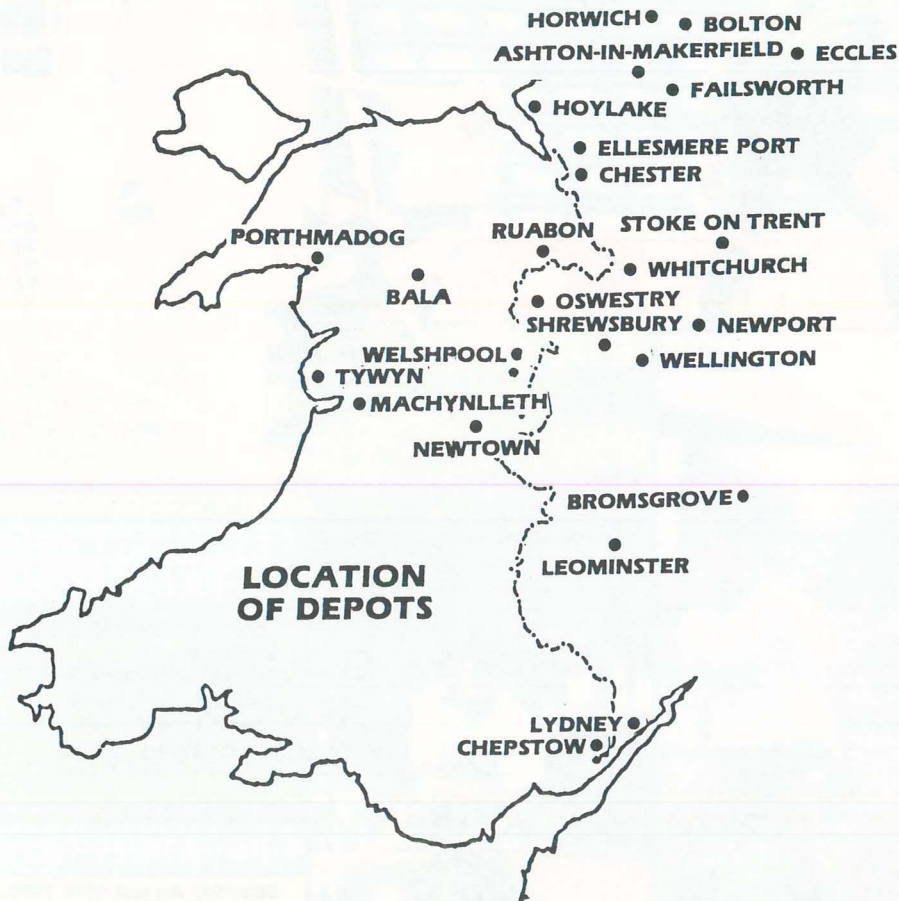 HORWICH
BOLTON
ASHTON-IN-MAKERFIELD
ECCLES
FAILSWORTH
HOYLAKE
ELLESMERE PORT
CHESTER
STOKE ON TRENT
RUABON
PORTHMADOG
WHITCHURCH
BALA
OSWESTRY
SHREWSBURY
NEWPORT
WELSHPOOL
WELLINGTON
TYWYN
MACHYNLLETH
NEWTOWN
BROMSGROVE
LEOMINSTER
LOCATION
OF DEPOTS
LYDNEY
CHEPSTOW